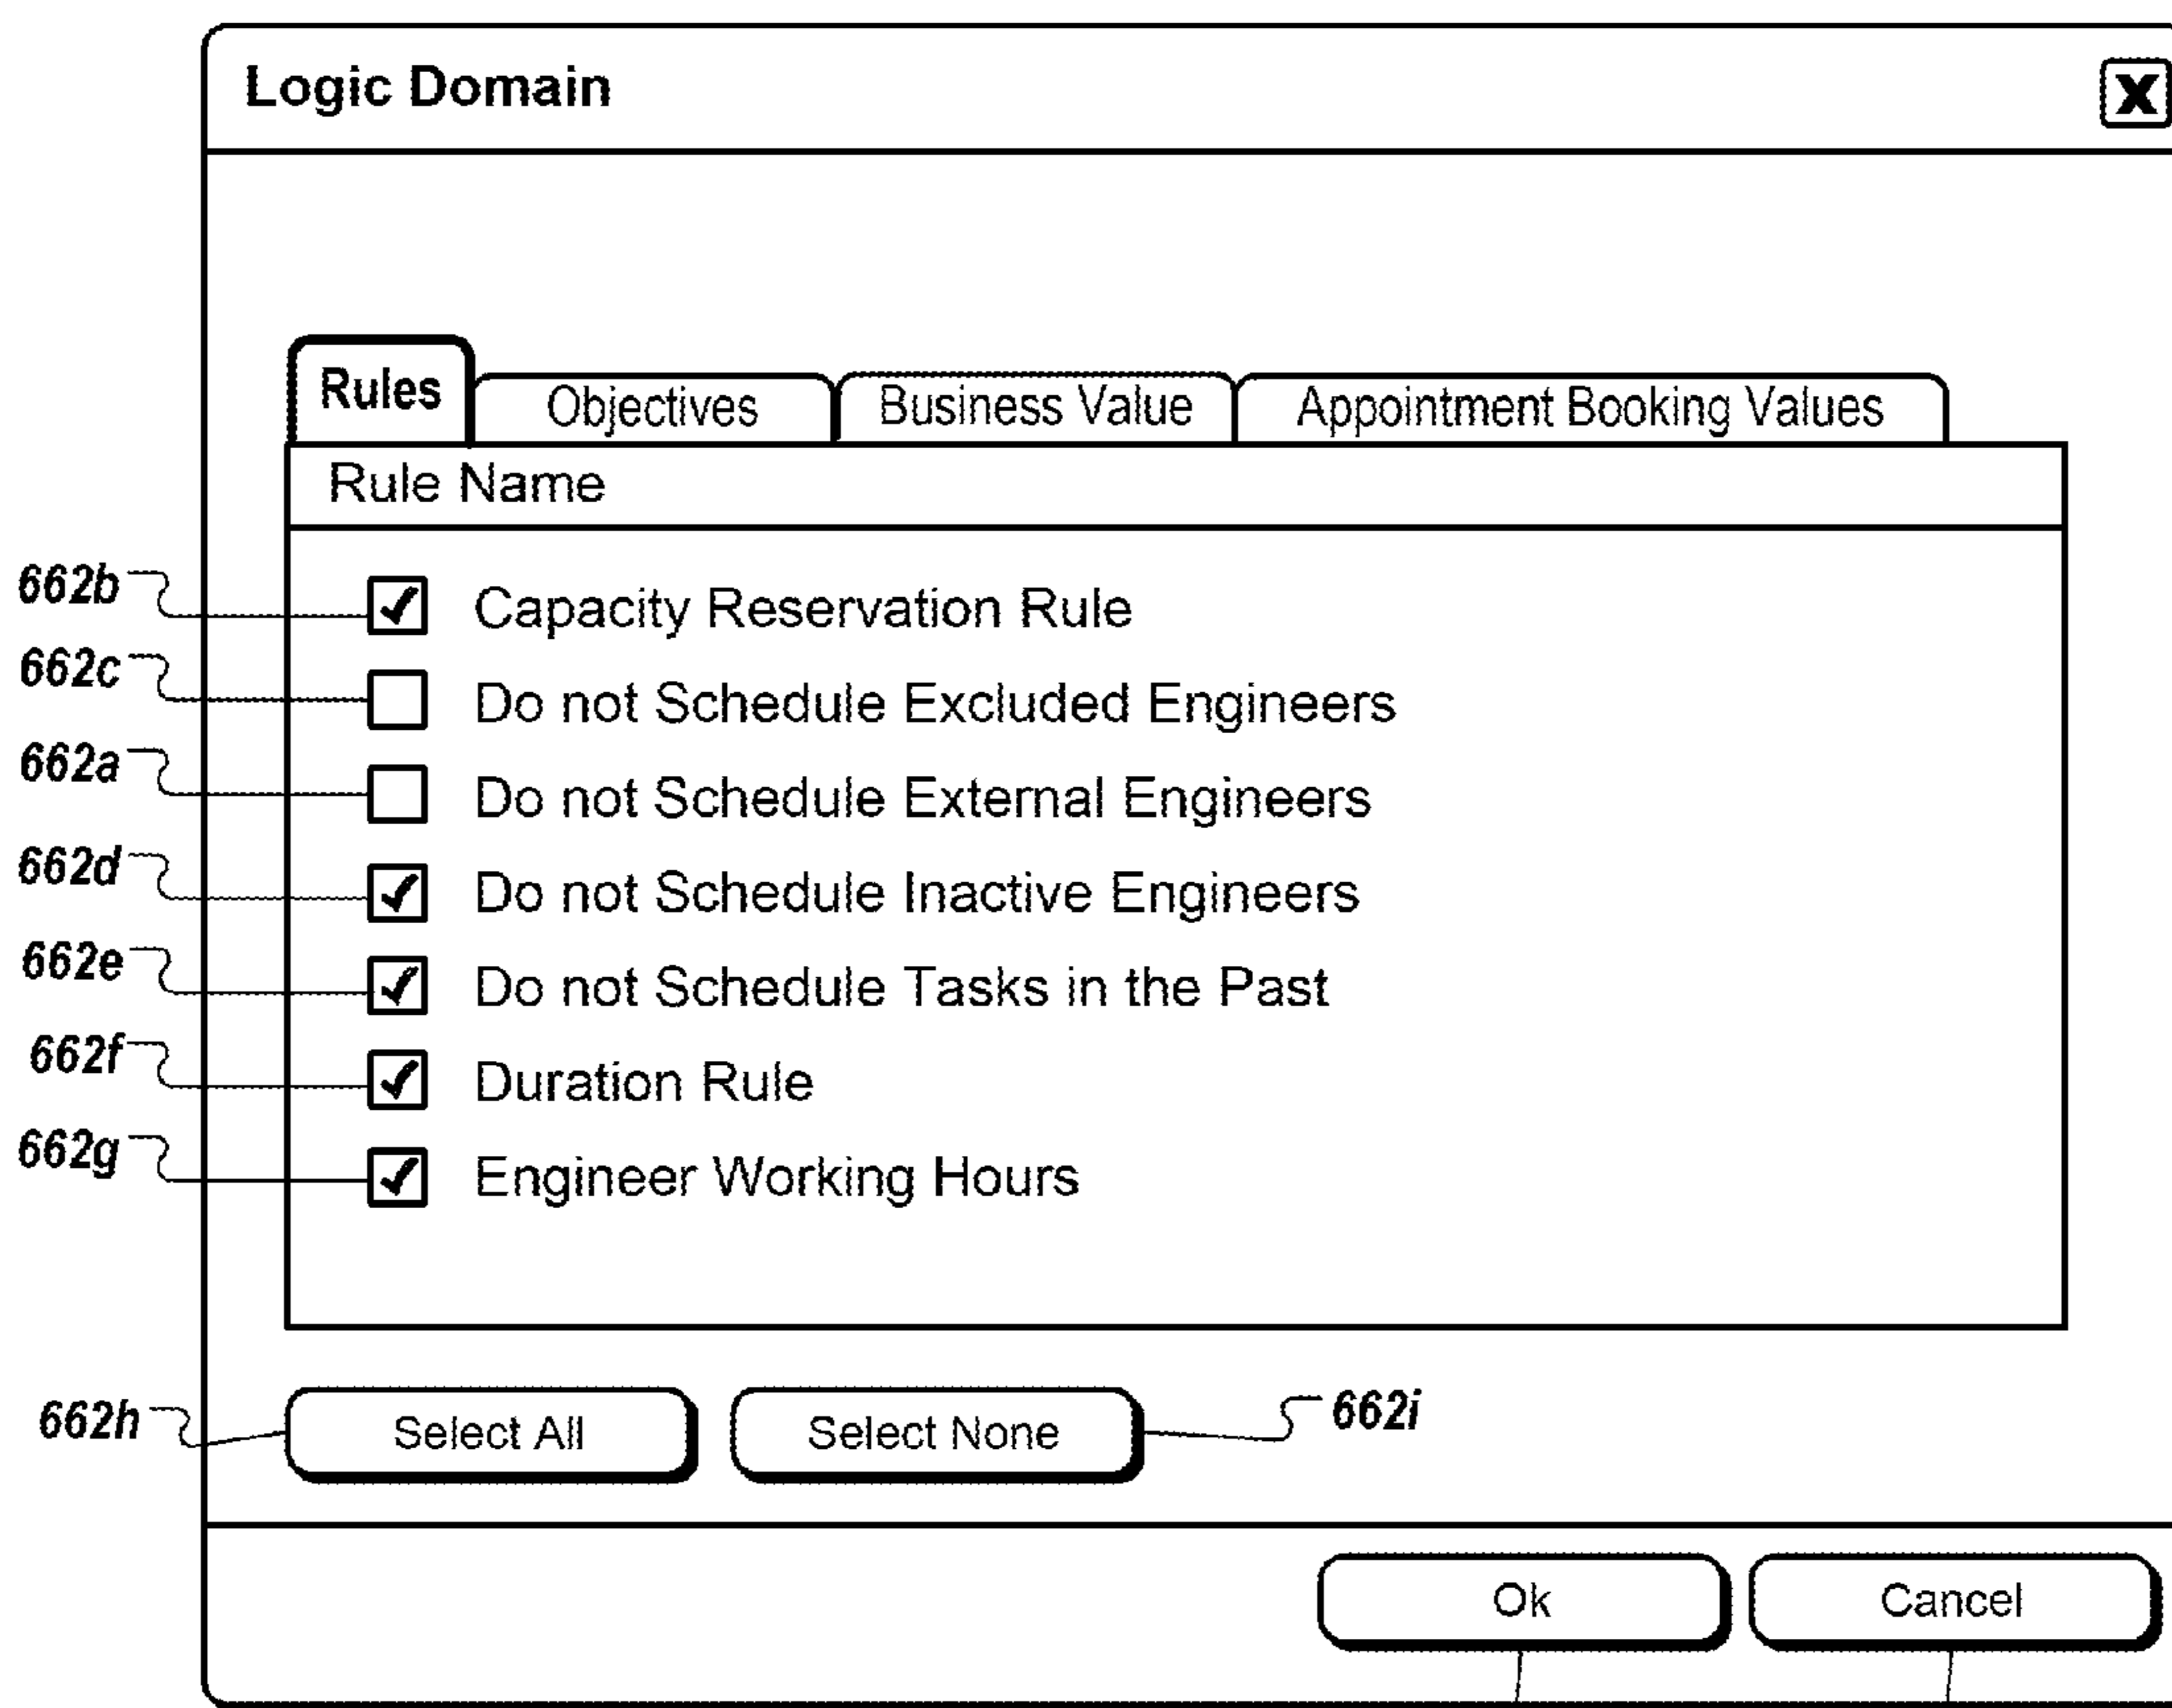 Logic Domain X
Rules Objectives Business Value Appointment Booking Values
Rule Name
662b Capacity Reservation Rule
662c Do not Schedule Excluded Engineers
662a Do not Schedule External Engineers
662d Do not Schedule Inactive Engineers
662e Do not Schedule Tasks in the Past
662f Duration Rule
662g Engineer Working Hours
662h Select All Select None 662i
Ok Cancel